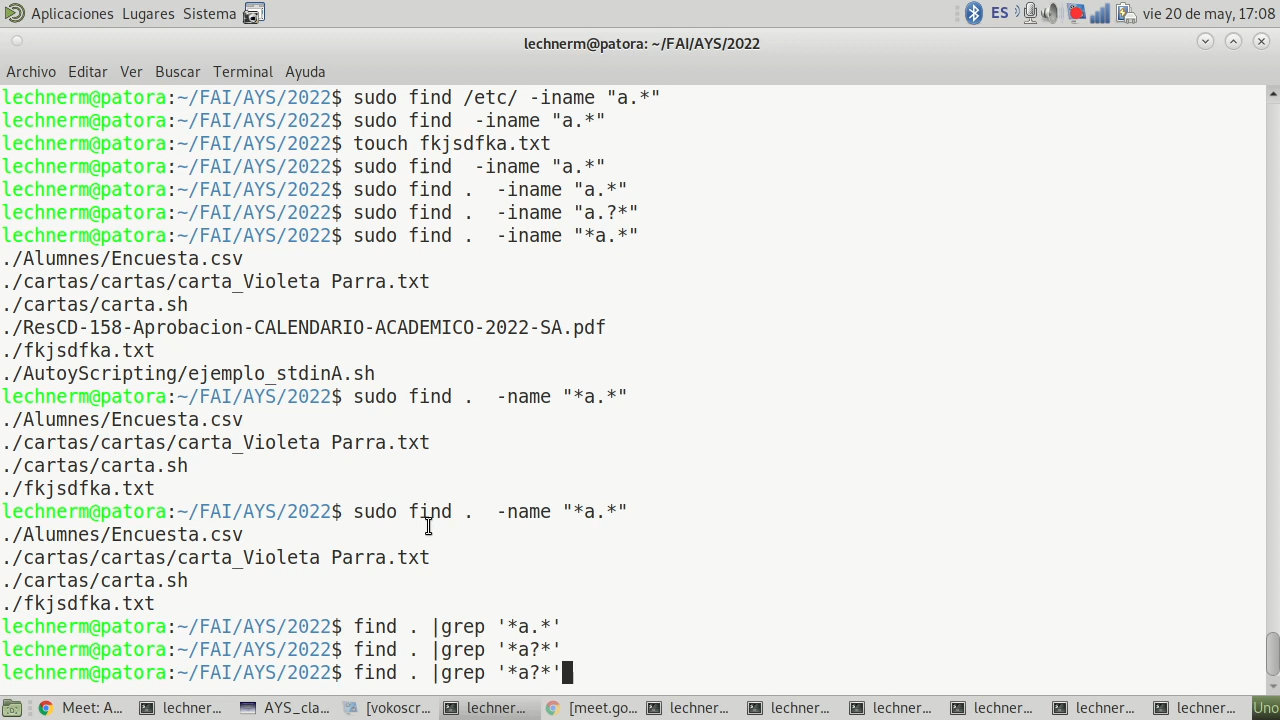 Aplicaciones Lugares Sistema ES vie 20 de may, 17:08
lechnerm@patora: ~/FAI/AYS/2022
Archivo Editar Ver Buscar Terminal Ayuda
lechnerm@patora:~/FAI/AYS/2022$ sudo find /etc/ -iname "a.*"
lechnerm@patora:~/FAI/AYS/2022$ sudo find  -iname "a.*"
lechnerm@patora:~/FAI/AYS/2022$ touch fkjsdfka.txt
lechnerm@patora:~/FAI/AYS/2022$ sudo find  -iname "a.*"
lechnerm@patora:~/FAI/AYS/2022$ sudo find .  -iname "a.*"
lechnerm@patora:~/FAI/AYS/2022$ sudo find .  -iname "a.?*"
lechnerm@patora:~/FAI/AYS/2022$ sudo find .  -iname "*a.*"
./Alumnes/Encuesta.csv
./cartas/cartas/carta_Violeta Parra.txt
./cartas/carta.sh
./ResCD-158-Aprobacion-CALENDARIO-ACADEMICO-2022-SA.pdf
./fkjsdfka.txt
./AutoyScripting/ejemplo_stdinA.sh
lechnerm@patora:~/FAI/AYS/2022$ sudo find .  -name "*a.*"
./Alumnes/Encuesta.csv
./cartas/cartas/carta_Violeta Parra.txt
./cartas/carta.sh
./fkjsdfka.txt
lechnerm@patora:~/FAI/AYS/2022$ sudo find .  -name "*a.*"
./Alumnes/Encuesta.csv
./cartas/cartas/carta_Violeta Parra.txt
./cartas/carta.sh
./fkjsdfka.txt
lechnerm@patora:~/FAI/AYS/2022$ find . |grep '*a.*'
lechnerm@patora:~/FAI/AYS/2022$ find . |grep '*a?*'
lechnerm@patora:~/FAI/AYS/2022$ find . |grep '*a?*'
Meet: A... lechner... AYS_cla... [vokoscr... lechner... [meet.go... lechner... lechner... lechner... lechner... lechner... lechner... Uno